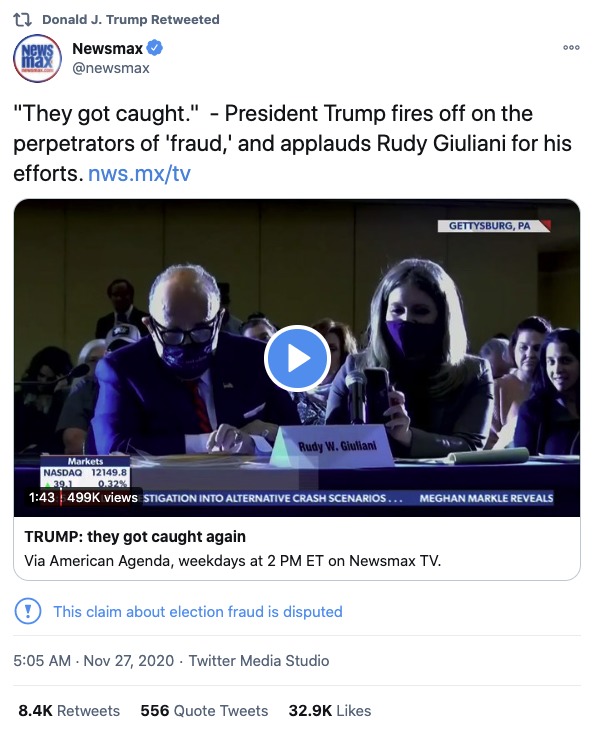 Donald J. Trump Retweeted
NEWS
max
newsmax.com
Newsmax
@newsmax
"They got caught."  - President Trump fires off on the
perpetrators of 'fraud,' and applauds Rudy Giuliani for his
efforts. nws.mx/tv
GETTYSBURG, PA
Rudy W. Giuliani
Markets
NASDAQ 12149.8
39.1 0.32%
1:43 499K views STIGATION INTO ALTERNATIVE CRASH SCENARIOS . . . MEGHAN MARKLE REVEALS
TRUMP: they got caught again
Via American Agenda, weekdays at 2 PM ET on Newsmax TV.
This claim about election fraud is disputed
5:05 AM · Nov 27, 2020 · Twitter Media Studio
8.4K Retweets 556 Quote Tweets 32.9K Likes